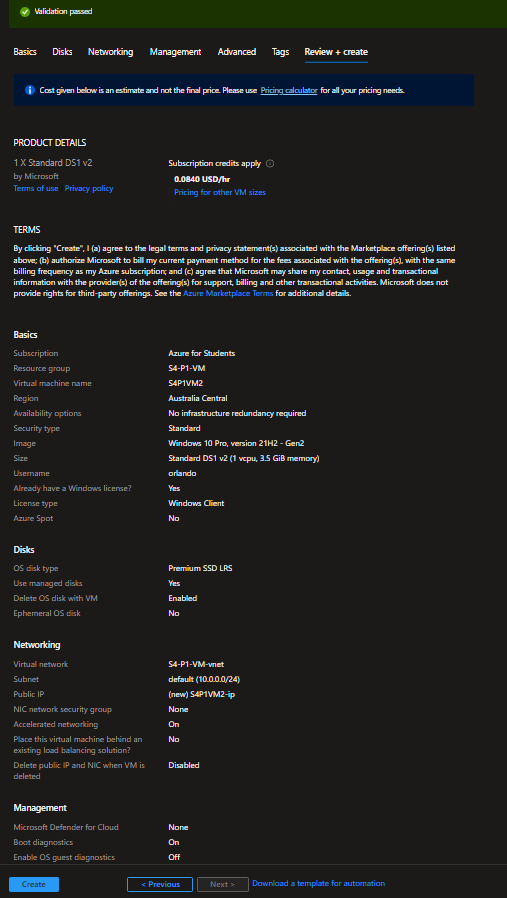 Validation passed
Basics Disks Networking Management Advanced Tags Review + create
Cost given below is an estimate and not the final price. Please use Pricing calculator for all your pricing needs.
PRODUCT DETAILS
1 X Standard DS1 v2
by Microsoft
Terms of use Privacy policy
Subscription credits apply
0.0840 USD/hr
Pricing for other VM sizes
TERMS
By clicking "Create", I (a) agree to the legal terms and privacy statement(s) associated with the Marketplace offering(s) listed
above; (b) authorize Microsoft to bill my current payment method for the fees associated with the offering(s), with the same
billing frequency as my Azure subscription; and (c) agree that Microsoft may share my contact, usage and transactional
information with the provider(s) of the offering(s) for support, billing and other transactional activities. Microsoft does not
provide rights for third-party offerings. See the Azure Marketplace Terms for additional details.
Basics
Subscription Azure for Students
Resource group S4-P1-VM
Virtual machine name S4P1VM2
Region Australia Central
Availability options No infrastructure redundancy required
Security type Standard
Image Windows 10 Pro, version 21H2 - Gen2
Size Standard DS1 v2 (1 vcpu, 3.5 GiB memory)
Username orlando
Already have a Windows license? Yes
License type Windows Client
Azure Spot No
Disks
OS disk type Premium SSD LRS
Use managed disks Yes
Delete OS disk with VM Enabled
Ephemeral OS disk No
Networking
Virtual network S4-P1-VM-vnet
Subnet default (10.0.0.0/24)
Public IP (new) S4P1VM2-ip
NIC network security group None
Accelerated networking On
Place this virtual machine behind an No
existing load balancing solution?
Delete public IP and NIC when VM is Disabled
deleted
Management
Microsoft Defender for Cloud None
Boot diagnostics On
Enable OS guest diagnostics Off
Create < Previous Next > Download a template for automation